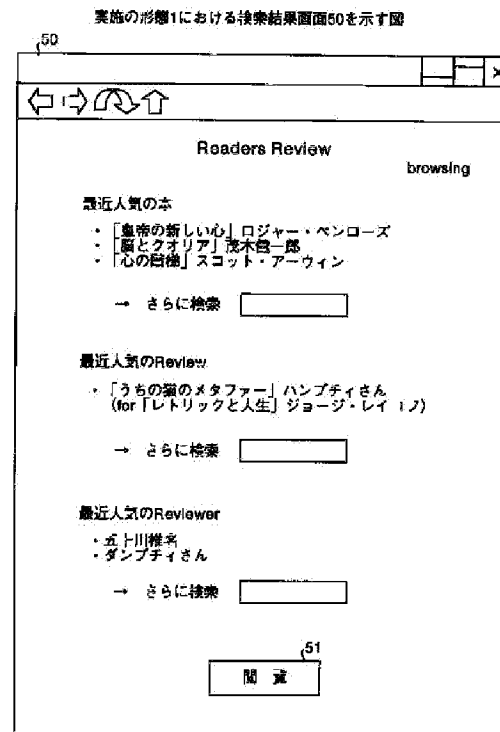 実施の形態1における検索結果画面50を示す図
50
Readers Review
browsing
最近人気の本
・「皇帝の新しい心」ロジャー・ペンローズ
・「脳とクオリア」茂木健一郎
・「心の階梯」スコット・アーウィン
→ さらに検索
最近人気のReview
・「うちの猫のメタファー」ハンプティさん
(for「レトリックと人生」ジョージ・レイ
→ さらに検索
最近人気のReviewer
・五十川椎名
・ダンプティさん
→ さらに検索
51
閲 覧